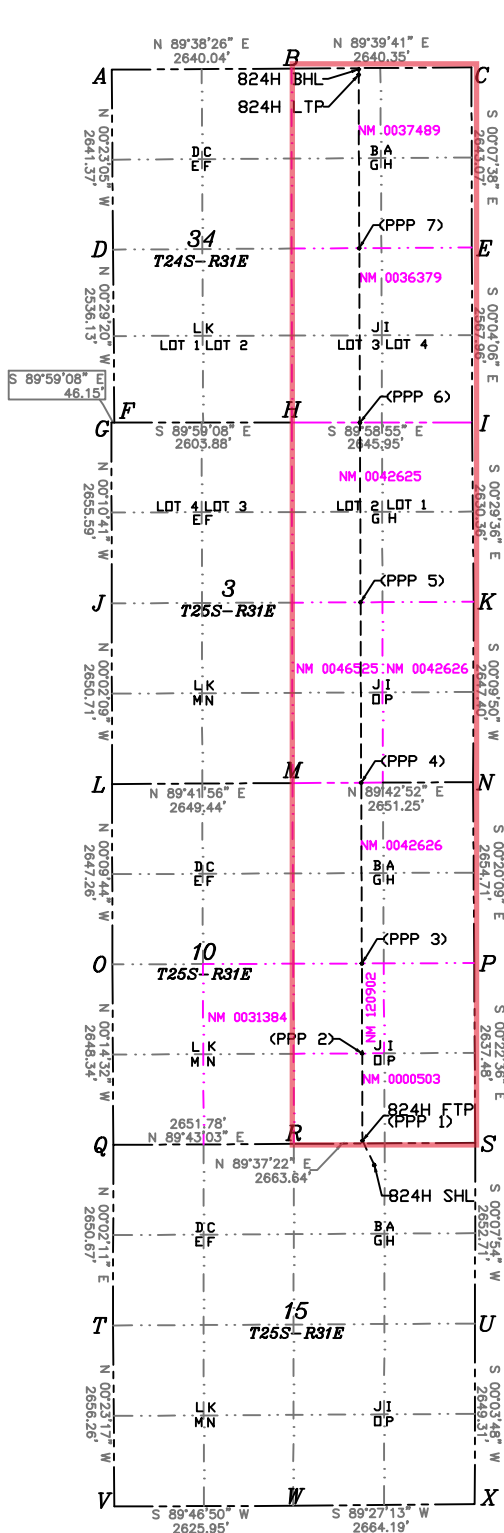 N 89°38'26" E
2640.04'
B
N 89°39'41" E
2640.35'
A
824H BHL
C
824H LTP
N 00°23'05" W
2641.37'
NM 0037489
S 00°07'38" E
2643.07'
D C
E F
B A
G H
(PPP 7)
D
34
T24S-R31E
E
NM 0036379
N 00°29'20" W
2536.13'
S 00°04'06" E
2567.96'
L K
LOT 1 LOT 2
J I
LOT 3 LOT 4
S 89°59'08" E
46.15'
F
(PPP 6)
G
H
I
S 89°59'08" E
2603.88'
S 89°58'55" E
2645.95'
N 00°10'41" W
2655.59'
NM 0042625
S 00°29'36" E
2630.36'
LOT 4 LOT 3
E F
LOT 2 LOT 1
G H
(PPP 5)
J
3
T25S-R31E
K
N 00°02'09" W
2650.71'
NM 0046525
NM 0042626
S 00°09'50" W
2647.40'
L K
M N
J I
O P
(PPP 4)
L
M
N
N 89°41'56" E
2649.44'
N 89°42'52" E
2651.25'
N 00°09'44" W
2647.26'
NM 0042626
S 00°20'09" E
2654.71'
D C
E F
B A
G H
(PPP 3)
O
10
T25S-R31E
P
NM 120902
NM 0031384
N 00°14'32" W
2648.34'
(PPP 2)
S 00°22'36" E
2637.48'
L K
M N
J I
O P
NM 0000503
824H FTP
(PPP 1)
2651.78'
N 89°43'03" E
Q
R
S
N 89°37'22" E
2663.64'
824H SHL
N 00°02'11" E
2650.67'
S 00°07'54" W
2652.71'
D C
E F
B A
G H
T
15
T25S-R31E
U
N 00°23'17" W
2656.26'
S 00°03'48" W
2649.31'
L K
M N
J I
O P
V
W
X
S 89°46'50" W
2625.95'
S 89°27'13" W
2664.19'